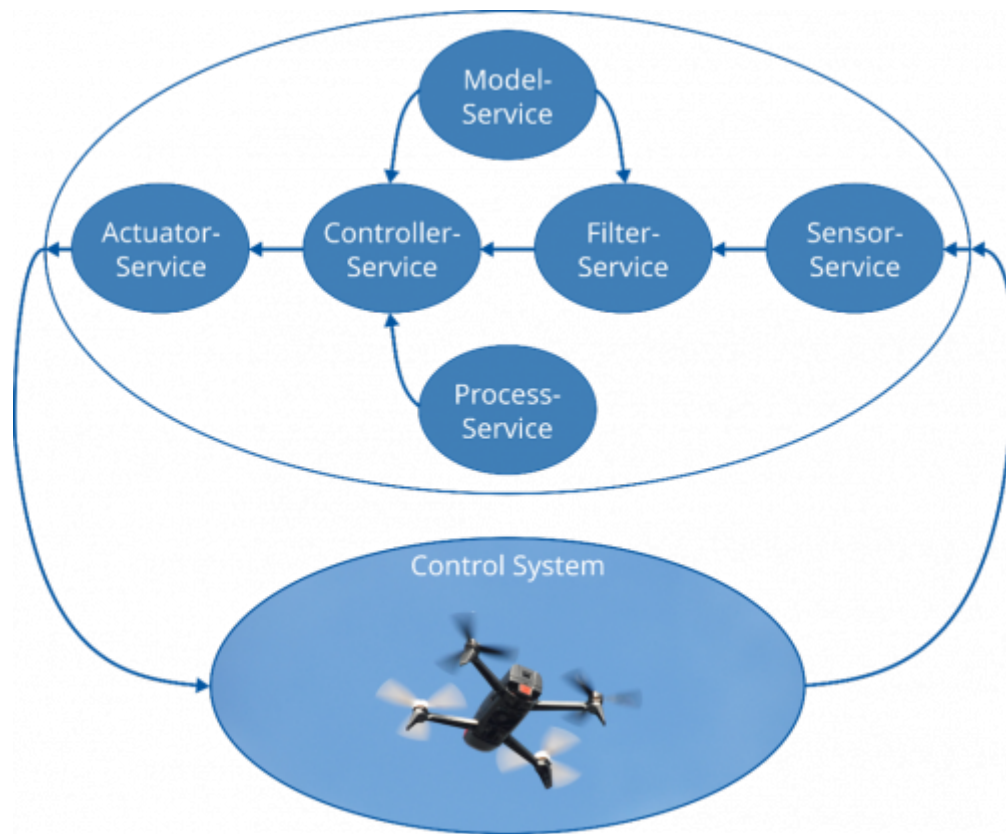 Model-
Service
Actuator-
Service
Controller-
Service
Filter-
Service
Sensor-
Service
Process-
Service
Control System